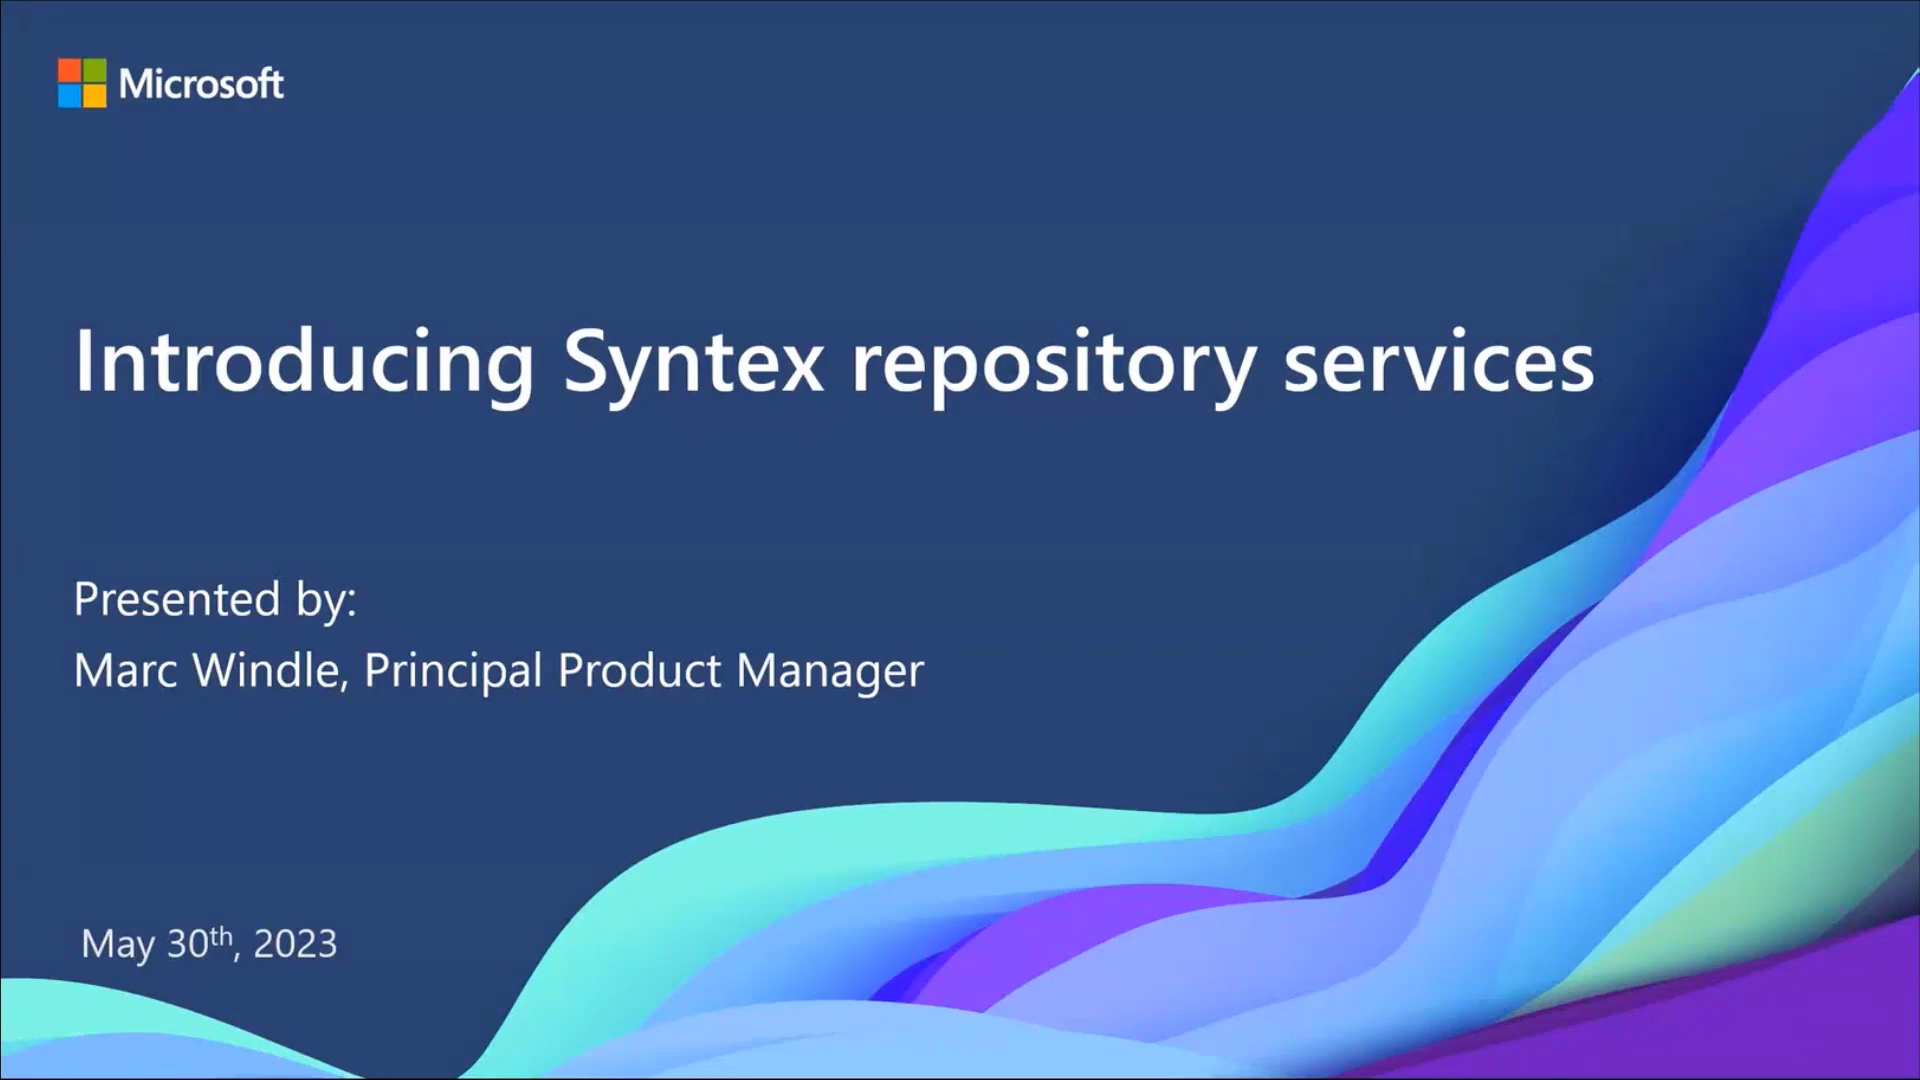 Microsoft
Introducing Syntex repository services
Presented by:
Marc Windle, Principal Product Manager
May 30th, 2023